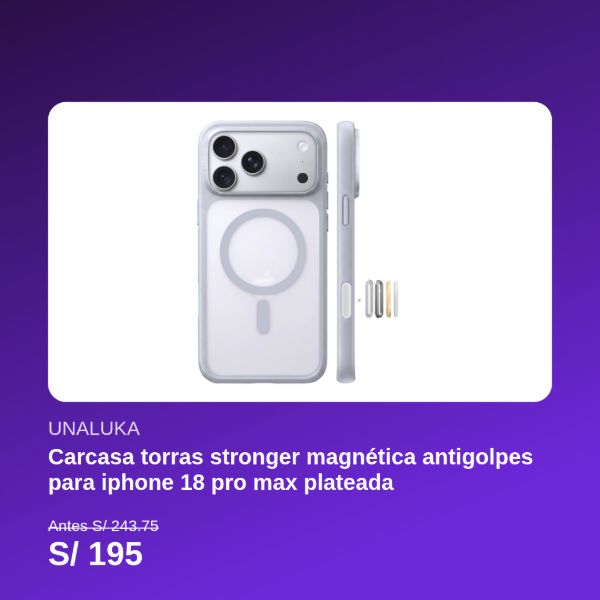 UNALUKA
Carcasa torras stronger magnética antigolpes
para iphone 18 pro max plateada
Antes S/ 243.75
S/ 195